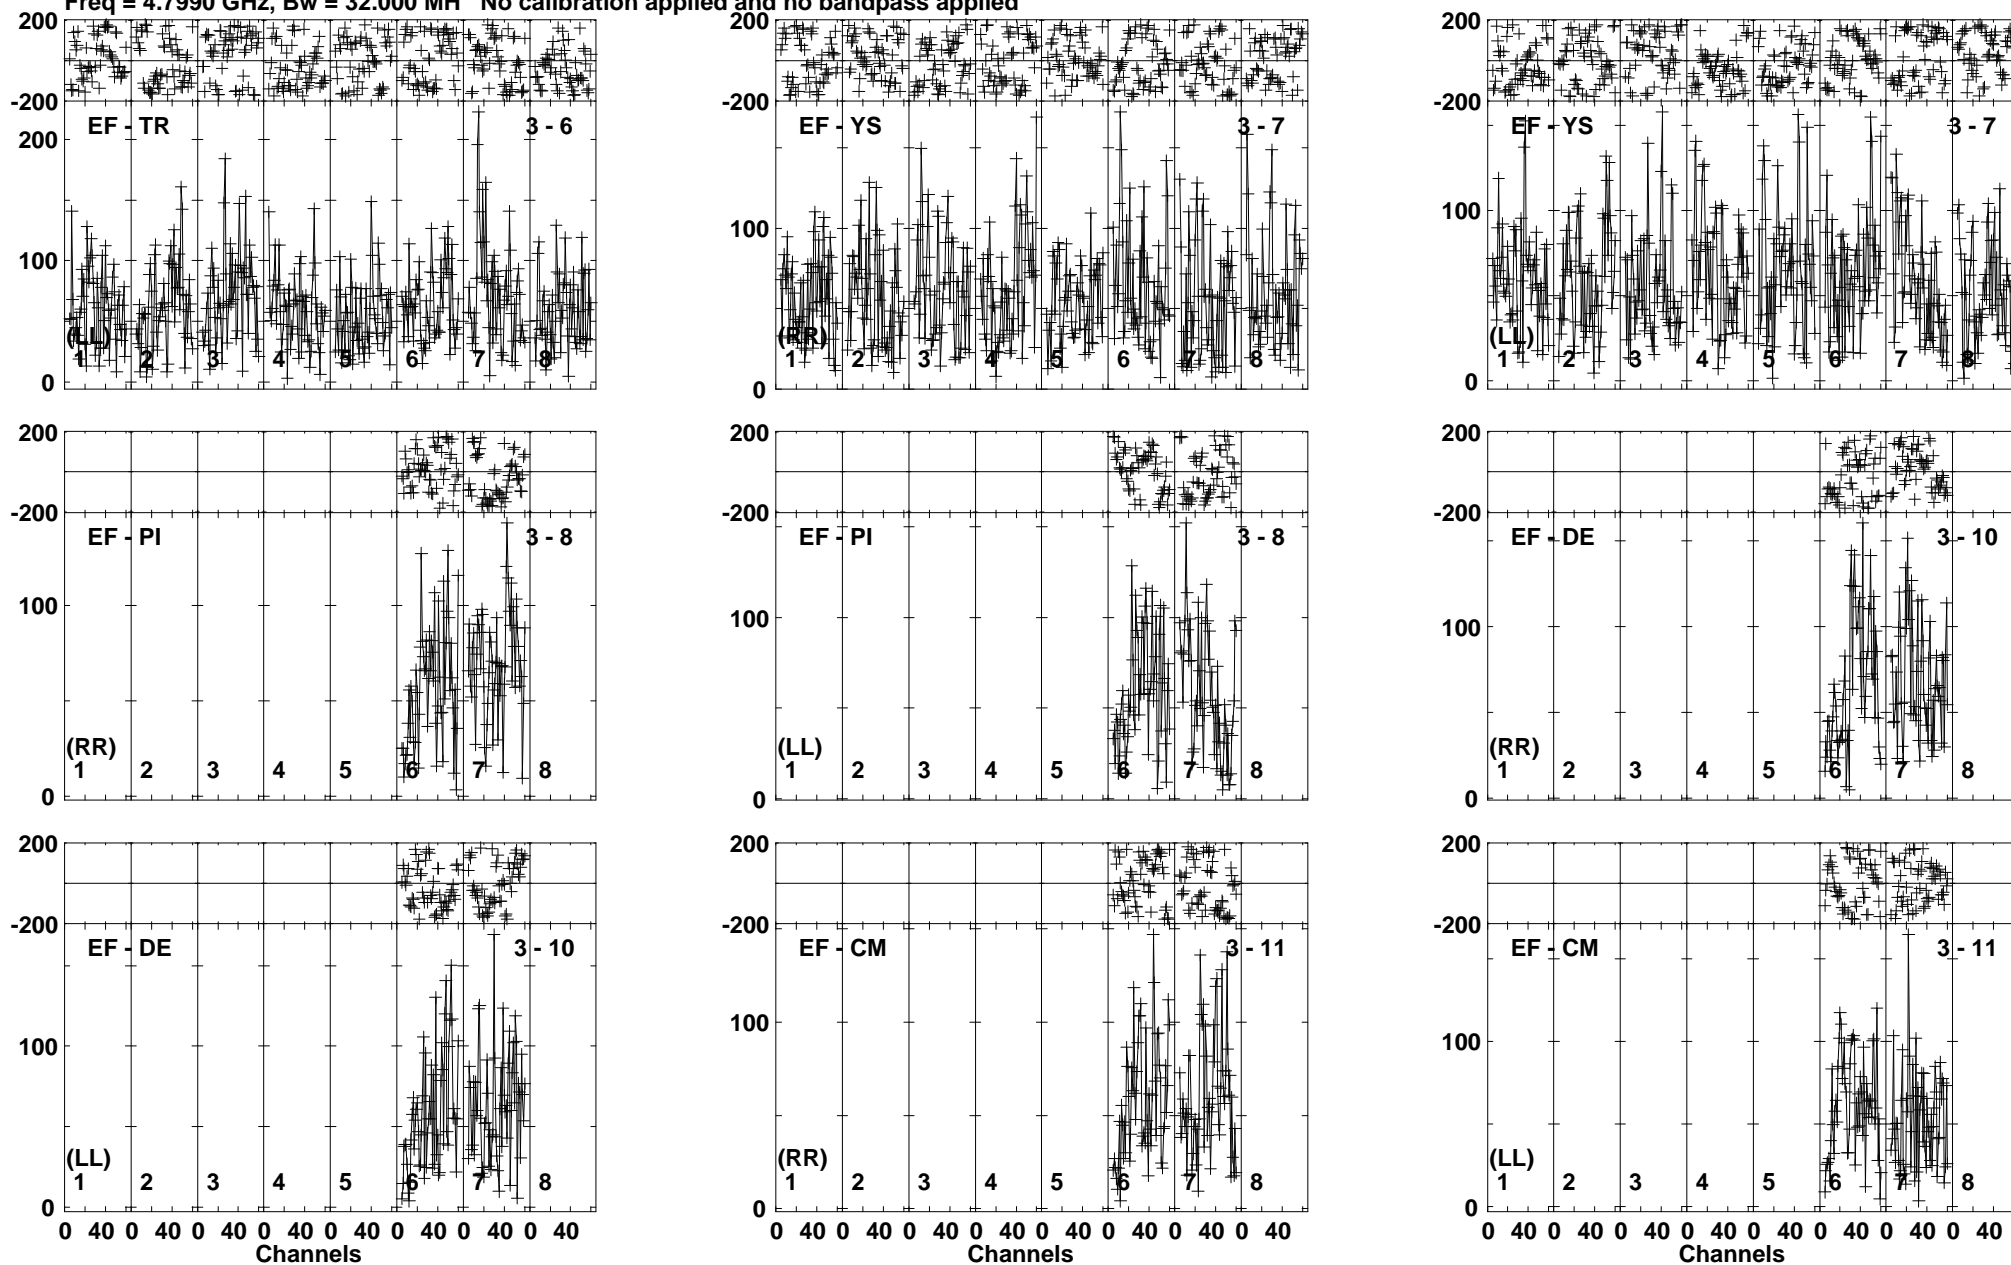 Freq = 4.7990 GHz, Bw = 32.000 MH No calibration applied and no bandpass applied
200 200 200
-200 -200 -200
EF - TR 3 - 6 EF - YS 3 - 7 EF - YS 3 - 7
200
100 100 100
(LL) (RR) (LL)
1 2 3 4 5 6 7 8 1 2 3 4 5 6 7 8 1 2 3 4 5 6 7 8
0 0 0
200 200 200
-200 -200 -200
EF - PI 3 - 8 EF - PI 3 - 8 EF - DE 3 - 10
100 100 100
(RR) (LL) (RR)
1 2 3 4 5 6 7 8 1 2 3 4 5 6 7 8 1 2 3 4 5 6 7 8
0 0 0
200 200 200
-200 -200 -200
EF - DE 3 - 10 EF - CM 3 - 11 EF - CM 3 - 11
100 100 100
(LL) (RR) (LL)
1 2 3 4 5 6 7 8 1 2 3 4 5 6 7 8 1 2 3 4 5 6 7 8
0 0 0
0 40 0 40 0 40 0 40 0 40 0 40 0 40 0 40 0 40 0 40 0 40 0 40 0 40 0 40 0 40 0 40 0 40 0 40 0 40 0 40 0 40 0 40 0 40 0 40
Channels Channels Channels